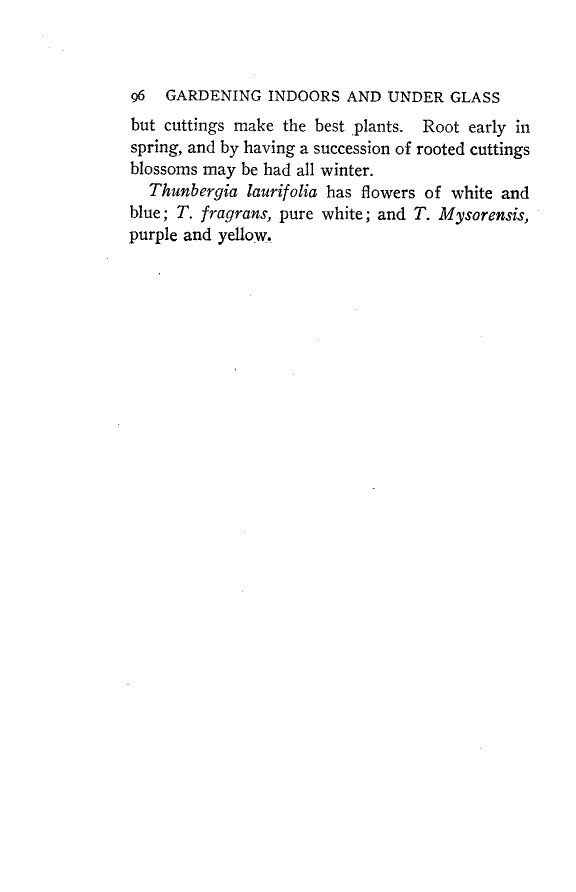 96 GARDENING INDOORS AND UNDER GLASS
but cuttings make the best plants. Root early in
spring, and by having a succession of rooted cuttings
blossoms may be had all winter.
Thunbergia laurifolia has flowers of white and
blue; T. fragrans, pure white; and T. Mysorensis,
purple and yellow.